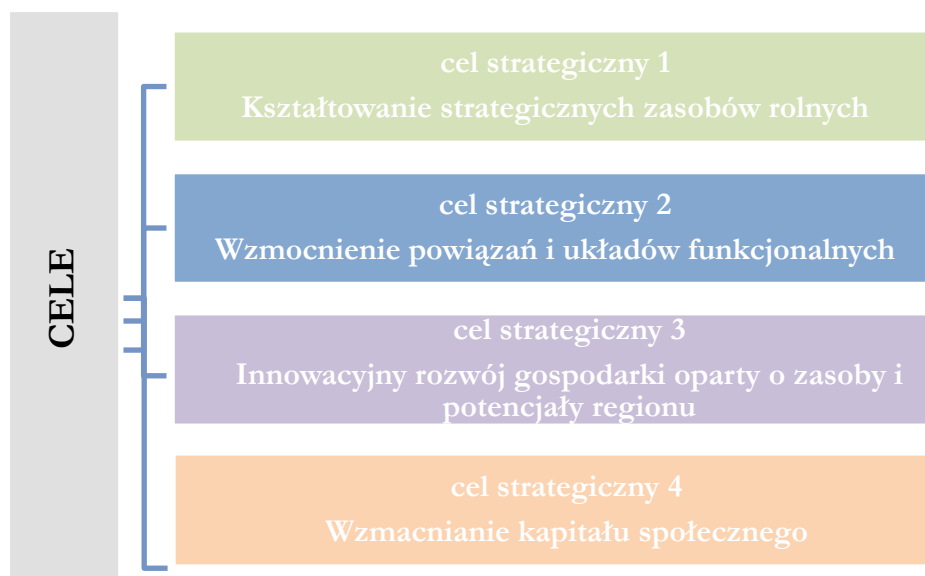 CELE
cel strategiczny 1
Kształtowanie strategicznych zasobów rolnych
cel strategiczny 2
Wzmocnienie powiązań i układów funkcjonalnych
cel strategiczny 3
Innowacyjny rozwój gospodarki oparty o zasoby i
potencjały regionu
cel strategiczny 4
Wzmacnianie kapitału społecznego